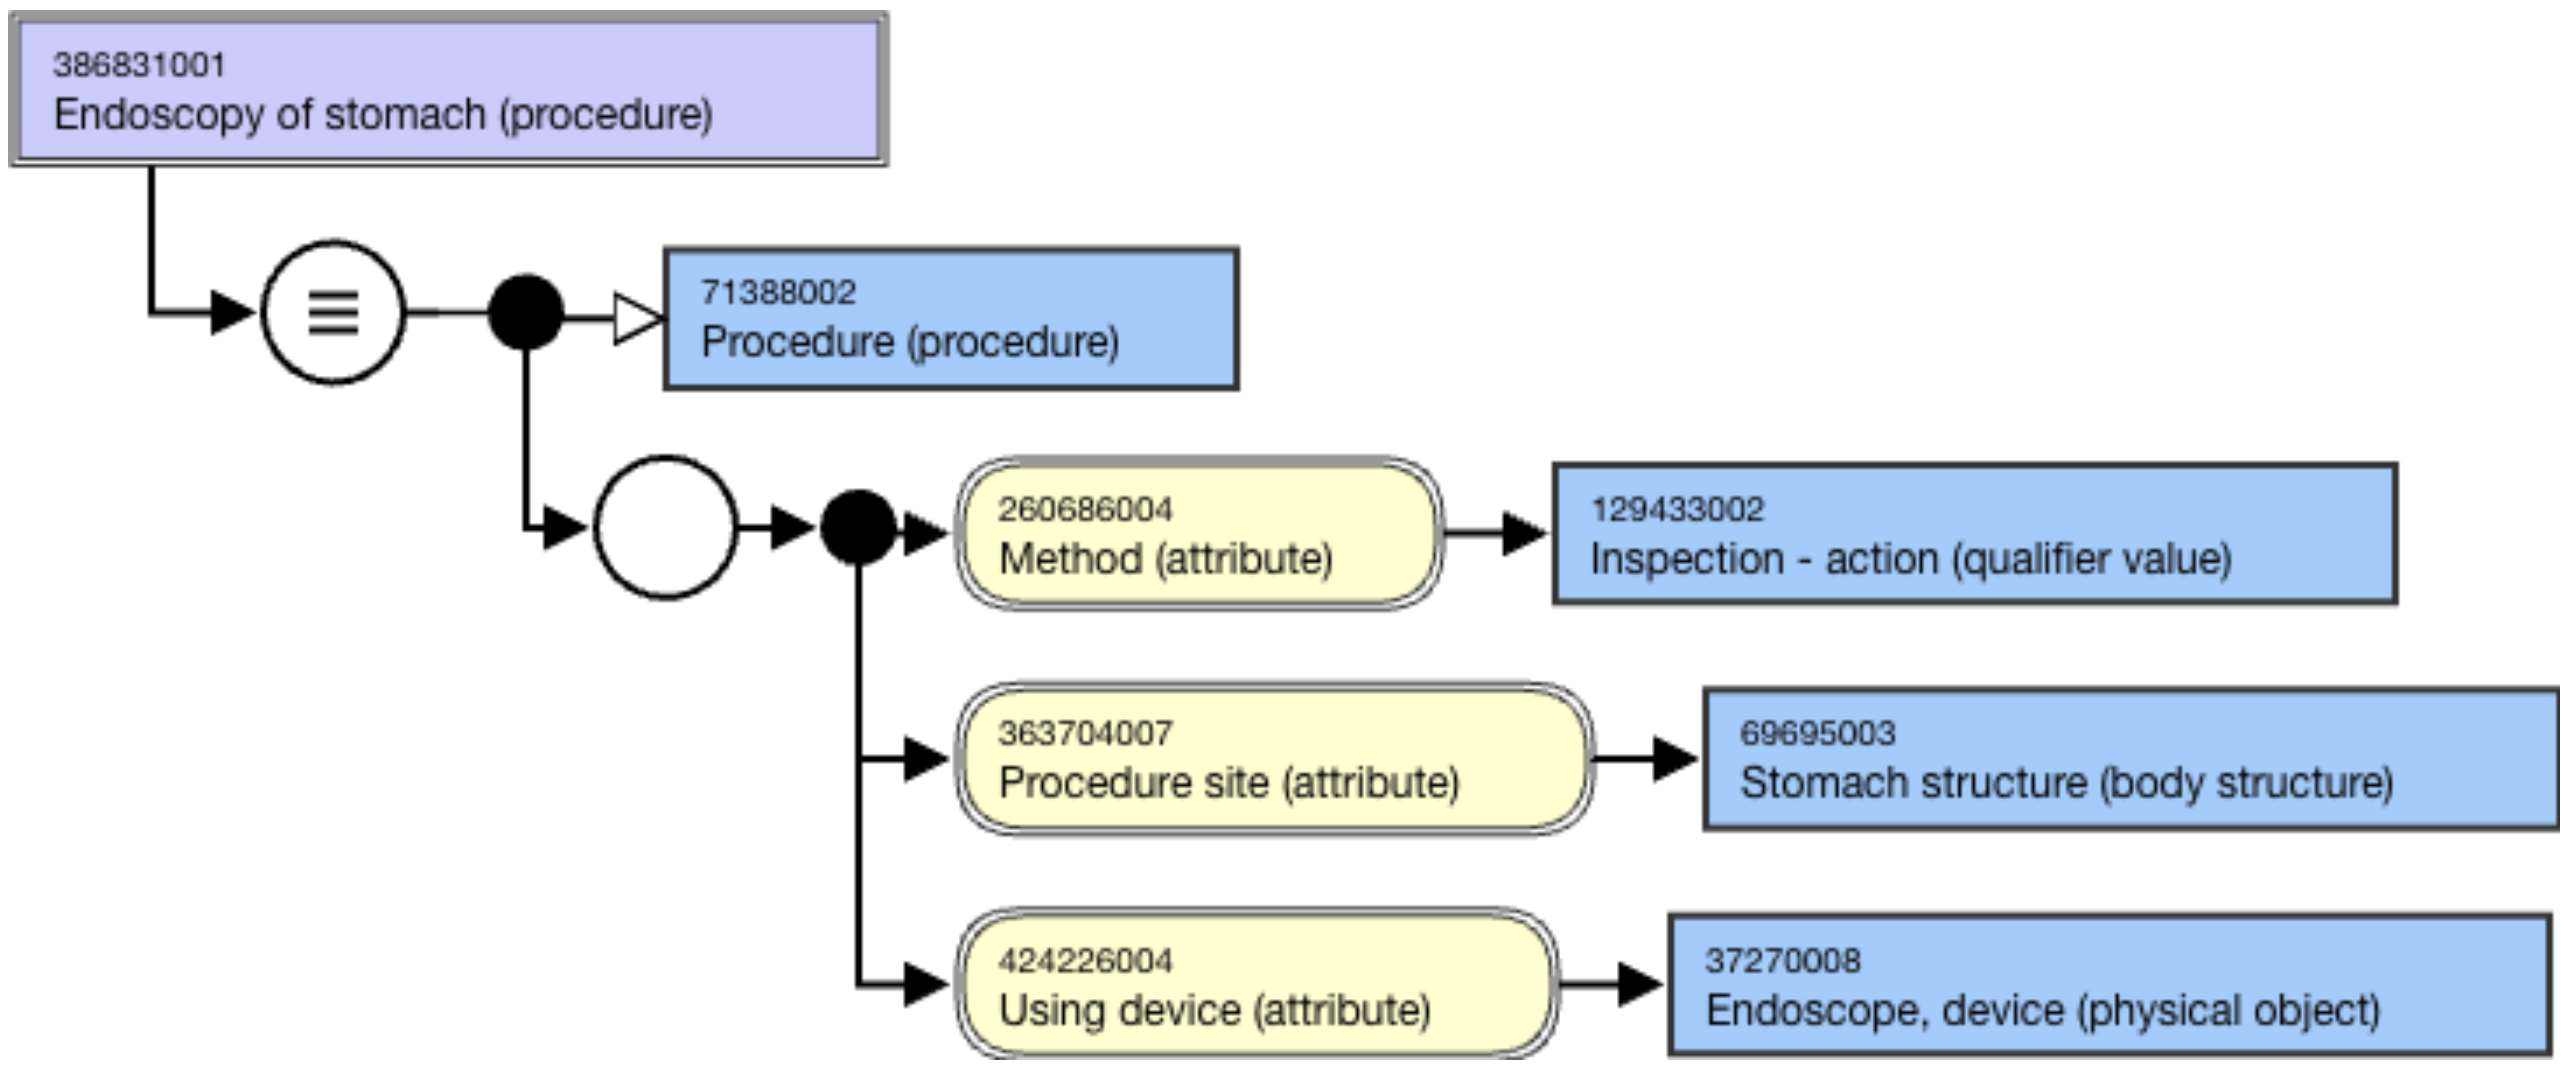 386831001
Endoscopy of stomach (procedure)
71388002
Procedure (procedure)
260686004
Method (attribute)
129433002
Inspection - action (qualifier value)
363704007
Procedure site (attribute)
69695003
Stomach structure (body structure)
424226004
Using device (attribute)
37270008
Endoscope, device (physical object)